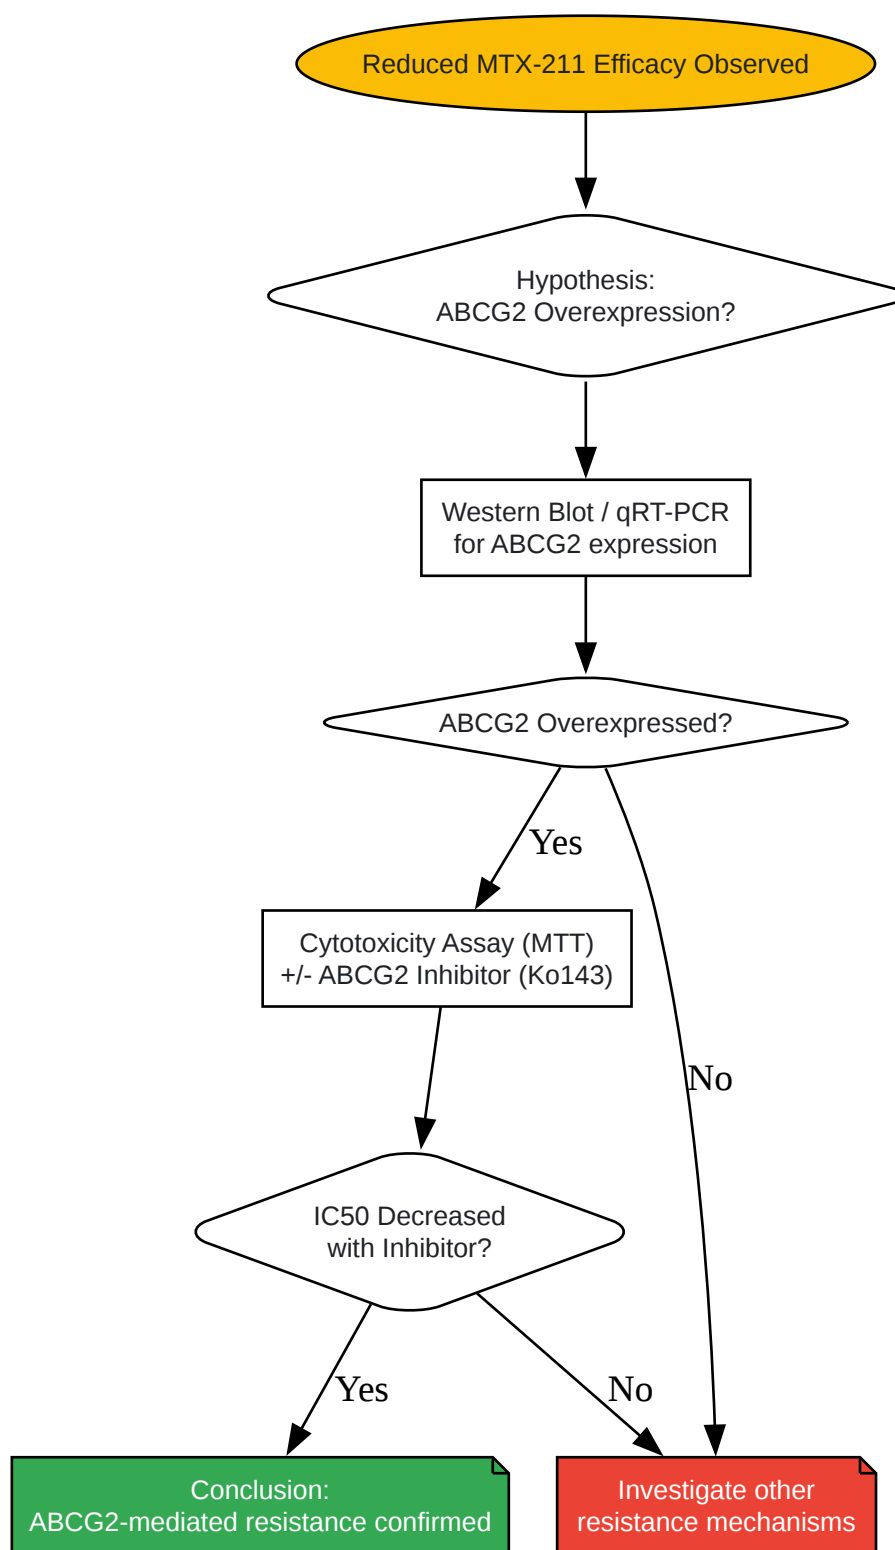 Reduced MTX-211 Efficacy Observed
Hypothesis:
ABCG2 Overexpression?
Western Blot / qRT-PCR
for ABCG2 expression
ABCG2 Overexpressed?
Yes
Cytotoxicity Assay (MTT)
+/- ABCG2 Inhibitor (Ko143)
No
IC50 Decreased
with Inhibitor?
Yes
No
Conclusion:
ABCG2-mediated resistance confirmed
Investigate other
resistance mechanisms